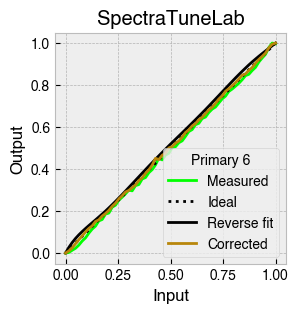 SpectraTuneLab
1.0
0.8
0.6
0.4
0.2
0.0
Output
Primary 6
Measured
Ideal
Reverse fit
Corrected
0.00
0.25
0.50
0.75
1.00
Input